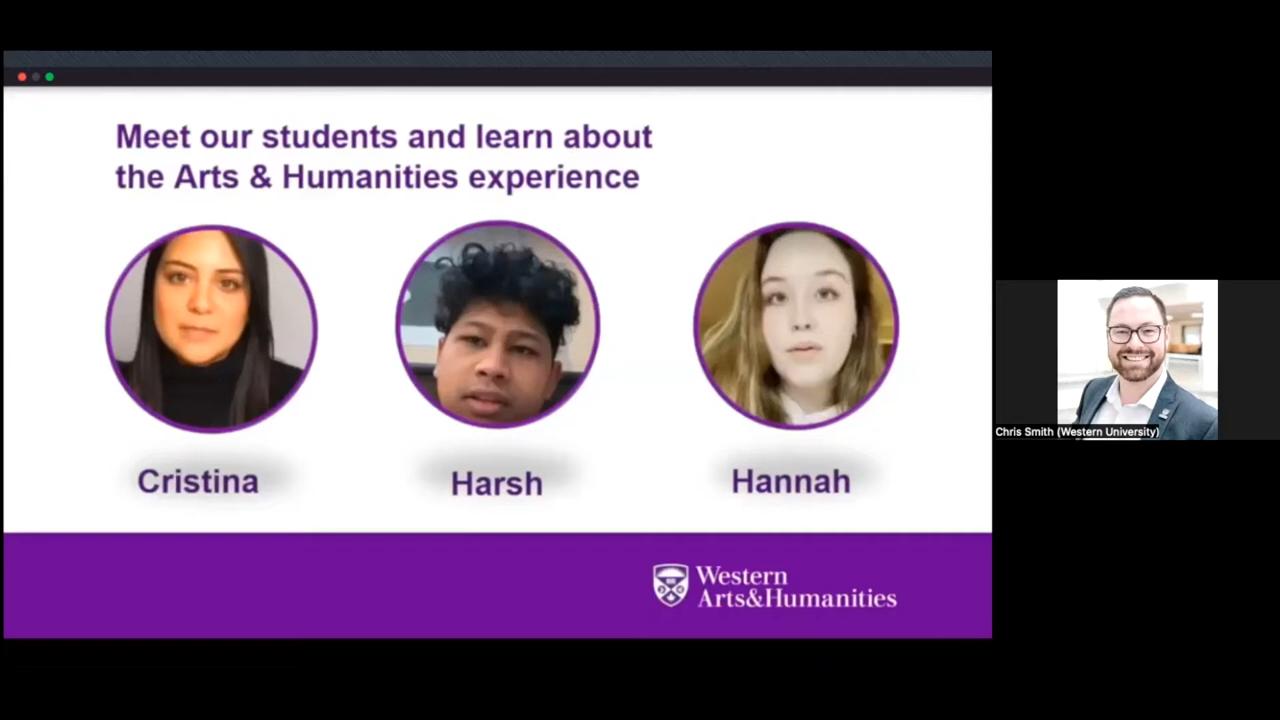 Meet our students and learn about
the Arts & Humanities experience
Cristina
Harsh
Hannah
Western
Arts&Humanities
Chris Smith (Western University)